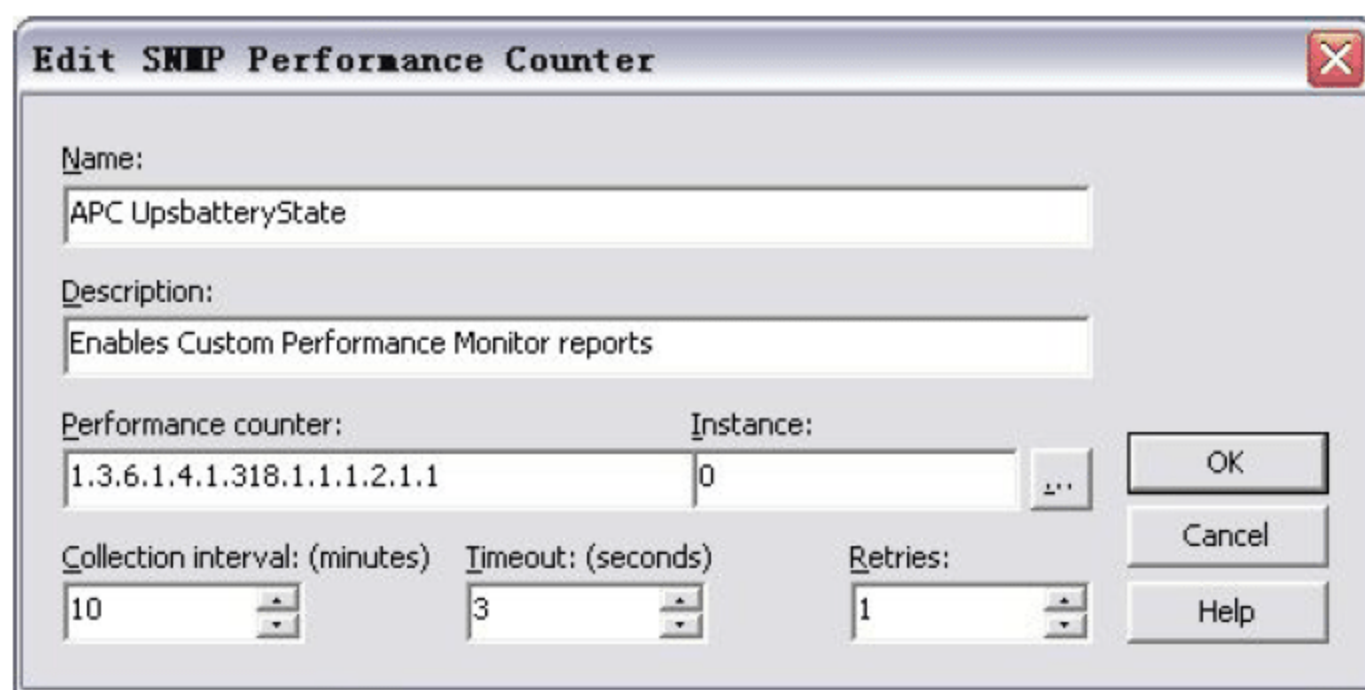 Edit SNMP Performance Counter
Name:
APC UpsbatteryState
Description:
Enables Custom Performance Monitor reports
Performance counter: Instance:
1.3.6.1.4.1.318.1.1.1.2.1.1 0 ...
OK
Cancel
Collection interval: (minutes) Timeout: (seconds) Retries:
10 3 1
Help